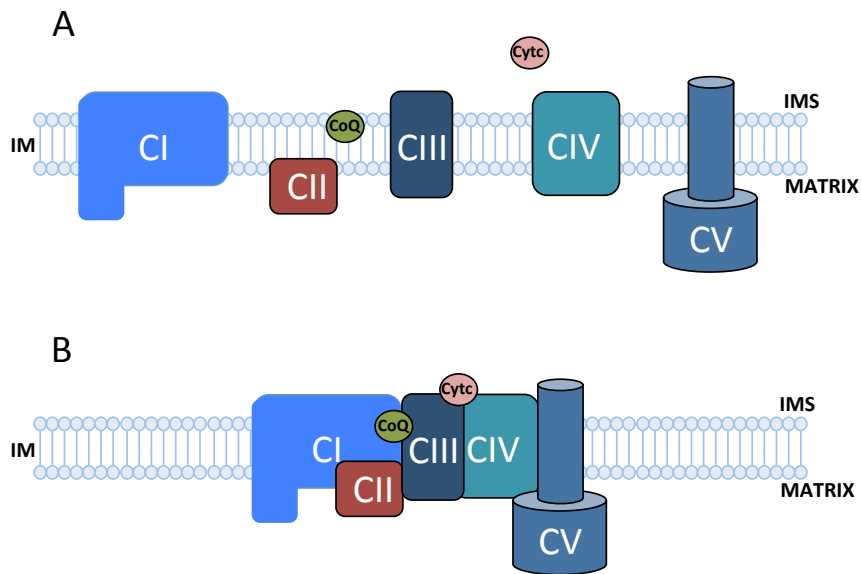 A
Cytc
IMS
CoQ
IM
CI
CIII
CIV
CII
MATRIX
CV
B
Cytc
IMS
CoQ
IM
CI
CIII
CIV
CII
MATRIX
CV